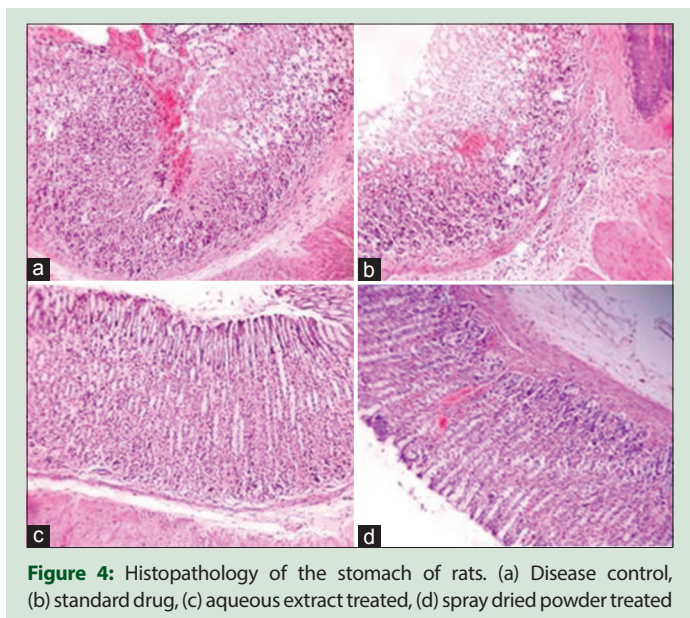 a
b
c
d
Figure 4: Histopathology of the stomach of rats. (a) Disease control,
(b) standard drug, (c) aqueous extract treated, (d) spray dried powder treated